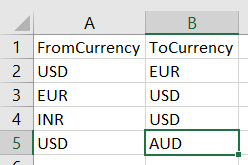 A B
1 FromCurrency ToCurrency
2 USD EUR
3 EUR USD
4 INR USD
5 USD AUD